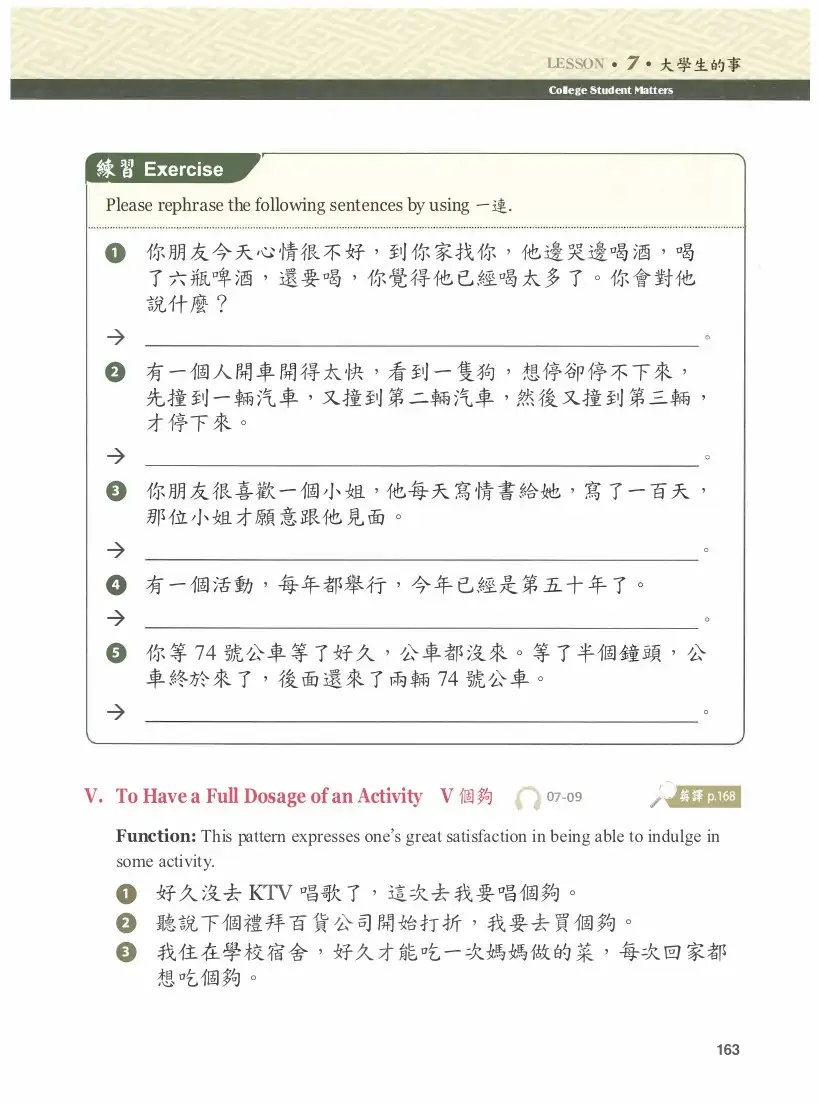 LESSON • 7 • 大學生的事
College Student Matters
練習 Exercise
Please rephrase the following sentences by using 一連.
1 你朋友今天心情很不好，到你家找你，他邊哭邊喝酒，喝
了六瓶啤酒，還要喝，你覺得他已經喝太多了。你會對他
說什麼？
→ 。
2 有一個人開車開得太快，看到一隻狗，想停卻停不下來，
先撞到一輛汽車，又撞到第二輛汽車，然後又撞到第三輛，
才停下來。
→ 。
3 你朋友很喜歡一個小姐，他每天寫情書給她，寫了一百天，
那位小姐才願意跟他見面。
→ 。
4 有一個活動，每年都舉行，今年已經是第五十年了。
→ 。
5 你等 74 號公車等了好久，公車都沒來。等了半個鐘頭，公
車終於來了，後面還來了兩輛 74 號公車。
→ 。
V. To Have a Full Dosage of an Activity V 個夠 07-09 英譯 p.168
Function: This pattern expresses one's great satisfaction in being able to indulge in
some activity.
1 好久沒去 KTV 唱歌了，這次去我要唱個夠。
2 聽說下個禮拜百貨公司開始打折，我要去買個夠。
3 我住在學校宿舍，好久才能吃一次媽媽做的菜，每次回家都
想吃個夠。
163